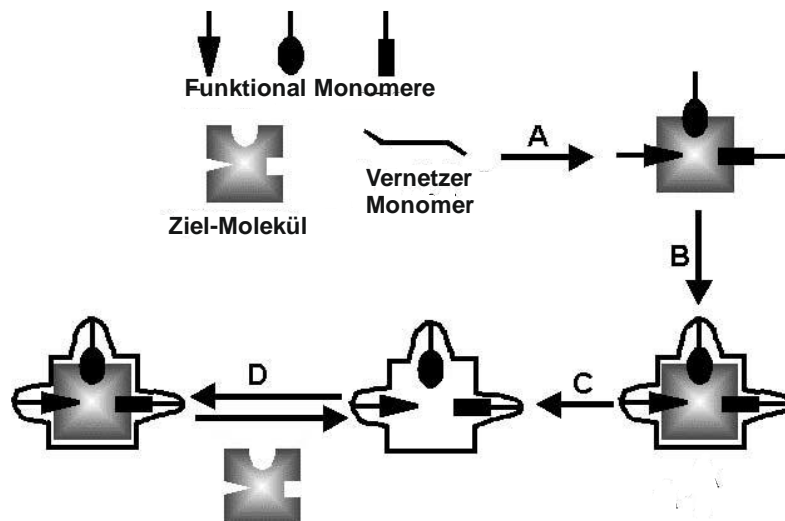 Funktional Monomere
A
Vernetzer
Monomer
Ziel-Molekül
B
D
C